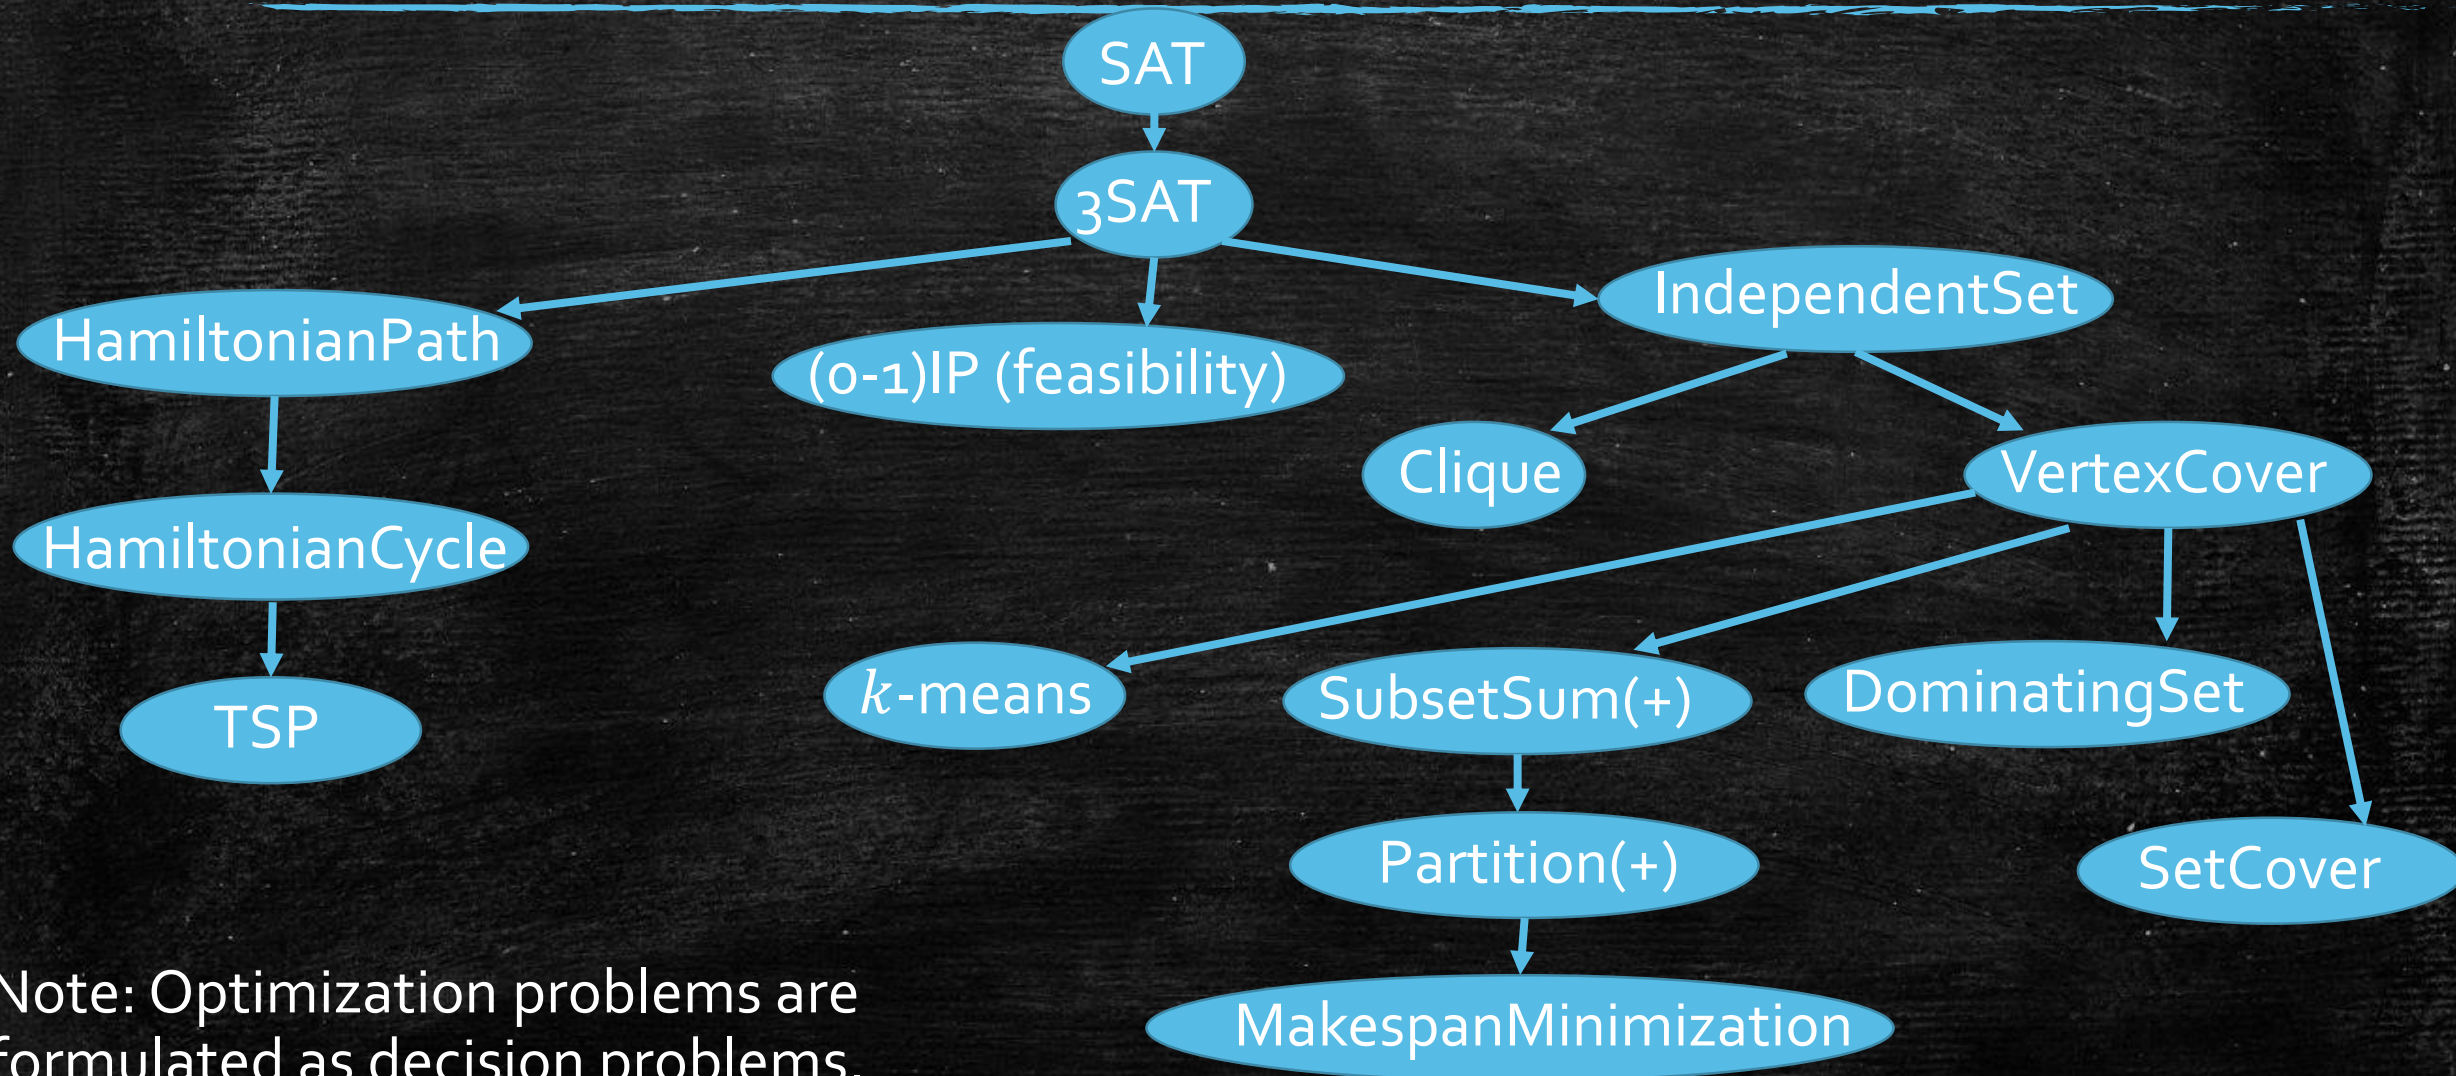 SAT
3SAT
HamiltonianPath
(0-1)IP (feasibility)
IndependentSet
Clique
VertexCover
HamiltonianCycle
TSP
k-means
SubsetSum(+)
DominatingSet
Partition(+)
SetCover
MakespanMinimization
Note: Optimization problems are
formulated as decision problems.